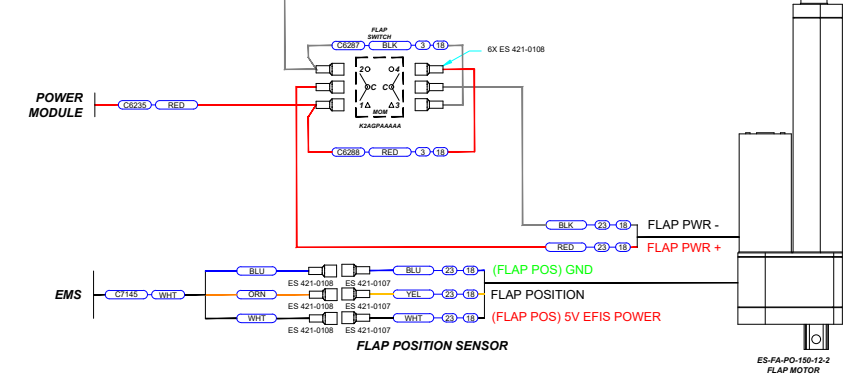 FLAP
SWITCH
C6287 BLK 3 18
6X ES 421-0108
2 4
C C
1 3
MOM
K2AGPAAAAA
POWER
MODULE
C6235 RED
C6288 RED 3 18
BLK 23 18 FLAP PWR -
RED 23 18 FLAP PWR +
BLU BLU 23 18 (FLAP POS) GND
ES 421-0108 ES 421-0107
EMS C7145 WHT ORN YEL 23 18 FLAP POSITION
ES 421-0108 ES 421-0107
WHT WHT 23 18 (FLAP POS) 5V EFIS POWER
ES 421-0108 ES 421-0107
FLAP POSITION SENSOR
ES-FA-PO-150-12-2
FLAP MOTOR